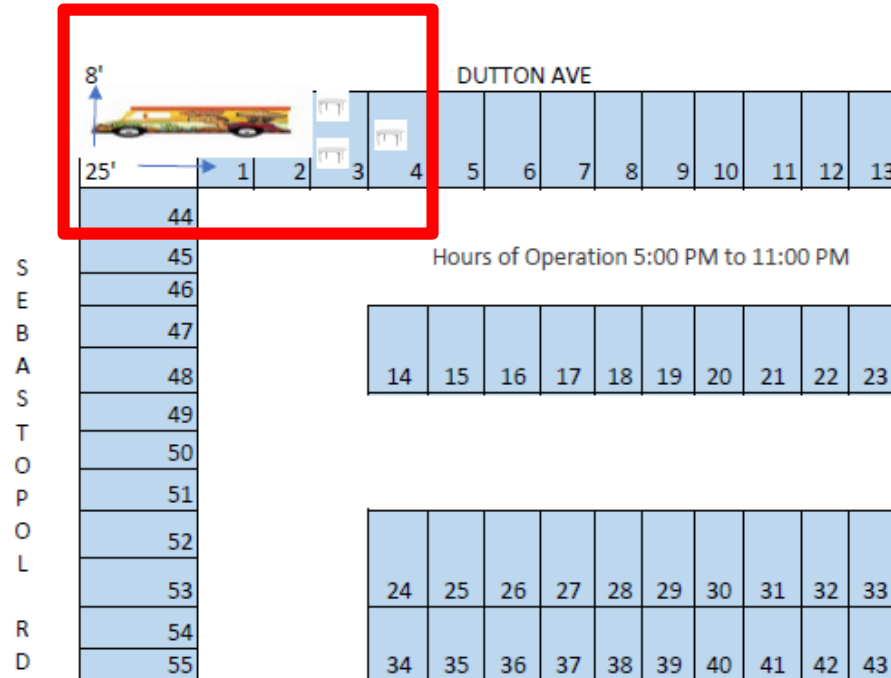 8' DUTTON AVE
25' 1 2 3 4 5 6 7 8 9 10 11 12 13
44
45 Hours of Operation 5:00 PM to 11:00 PM
46
47
48 14 15 16 17 18 19 20 21 22 23
49
50
51
52
53 24 25 26 27 28 29 30 31 32 33
54
55 34 35 36 37 38 39 40 41 42 43
S
E
B
A
S
T
O
P
O
L
R
D